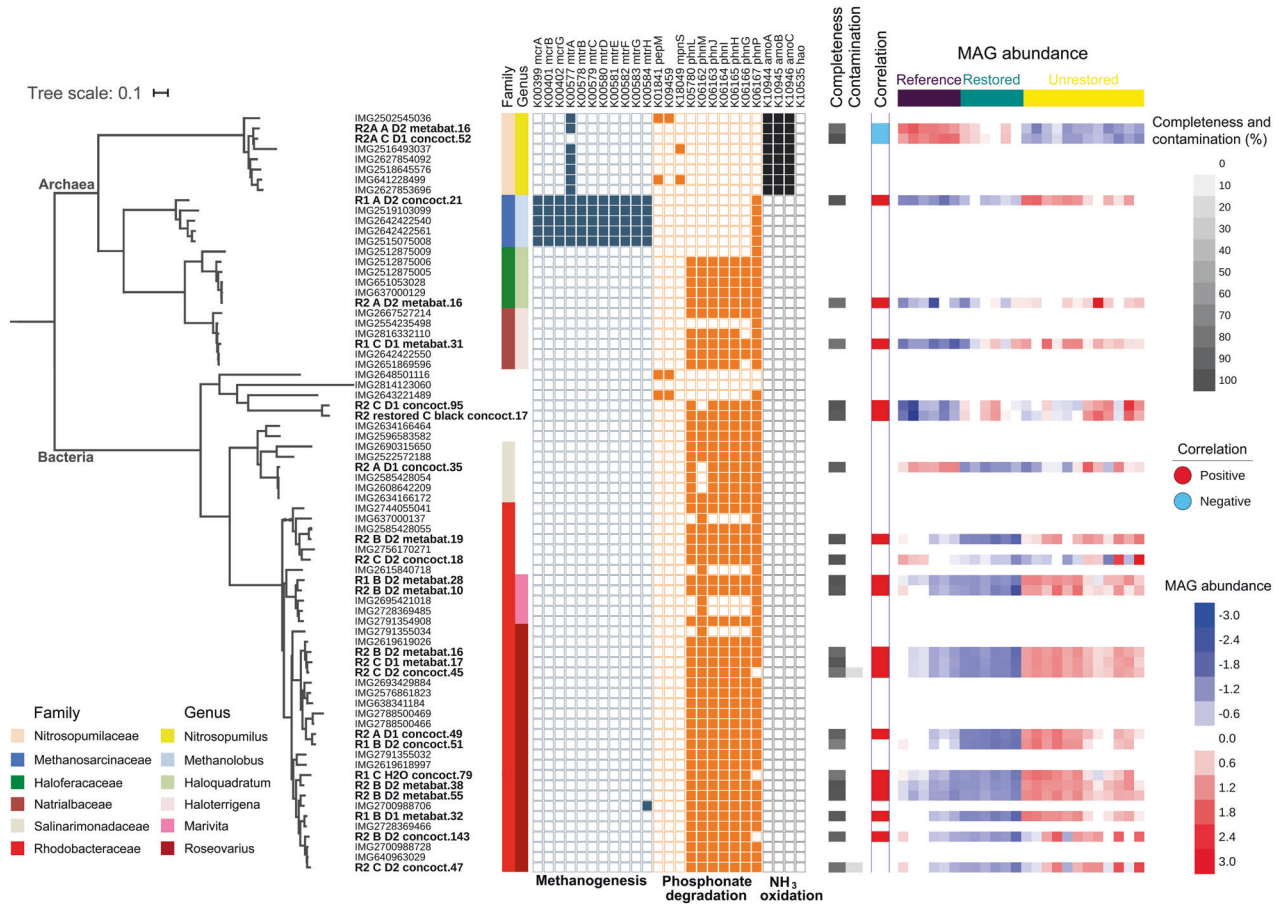 Tree scale: 0.1
Archaea
Bacteria
Family
Genus
K00399 mcrA
K00401 mcrB
K00402 mcrG
K00577 mtrA
K00578 mtrB
K00579 mtrC
K00580 mtrD
K00581 mtrE
K00582 mtrF
K00583 mtrG
K00584 mtrH
K01841 pepM
K09459
K18049 mpnS
K05780 phnL
K06162 phnM
K06163 phnJ
K06164 phnI
K06165 phnH
K06166 phnG
K06167 phnP
K10944 amoA
K10945 amoB
K10946 amoC
K10535 hao
Completeness
Contamination
Correlation
MAG abundance
Reference
Restored
Unrestored
IMG2502545036
R2A A D2 metabat.16
R2A C D1 concoct.52
IMG2516493037
IMG2627854092
IMG2518645576
IMG641228499
IMG2627853696
R1 A D2 concoct.21
IMG2519103099
IMG2642422540
IMG2642422561
IMG2515075008
IMG2512875009
IMG2512875006
IMG2512875005
IMG651053028
IMG637000129
R2 A D2 metabat.16
IMG2667527214
IMG2554235498
IMG2816332110
R1 C D1 metabat.31
IMG2642422550
IMG2651869596
IMG2648501116
IMG2814123060
IMG2643221489
R2 C D1 concoct.95
R2 restored C black concoct.17
IMG2634166464
IMG2596583582
IMG2690315650
IMG2522572188
R2 A D1 concoct.35
IMG2585428054
IMG2608642209
IMG2634166172
IMG2744055041
IMG637000137
IMG2585428055
R2 B D2 metabat.19
IMG2756170271
R2 C D2 concoct.18
IMG2615840718
R1 B D2 metabat.28
R2 B D2 metabat.10
IMG2695421018
IMG2728369485
IMG2791354908
IMG2791355034
IMG2619619026
R2 B D2 metabat.16
R2 C D1 metabat.17
R2 C D2 concoct.45
IMG2693429884
IMG2576861823
IMG638341184
IMG2788500469
IMG2788500466
R2 A D1 concoct.49
R1 B D2 concoct.51
IMG2791355032
IMG2619618997
R1 C H2O concoct.79
R2 B D2 metabat.38
R2 B D2 metabat.55
IMG2700988706
R1 B D1 metabat.32
IMG2728369466
R2 B D2 concoct.143
IMG2700988728
IMG640963029
R2 C D2 concoct.47
Methanogenesis
Phosphonate
degradation
NH3
oxidation
Family
Nitrosopumilaceae
Methanosarcinaceae
Haloferacaceae
Natrialbaceae
Salinarimonadaceae
Rhodobacteraceae
Genus
Nitrosopumilus
Methanolobus
Haloquadratum
Haloterrigena
Marivita
Roseovarius
Completeness and
contamination (%)
0
10
20
30
40
50
60
70
80
90
100
Correlation
Positive
Negative
MAG abundance
-3.0
-2.4
-1.8
-1.2
-0.6
0.0
0.6
1.2
1.8
2.4
3.0